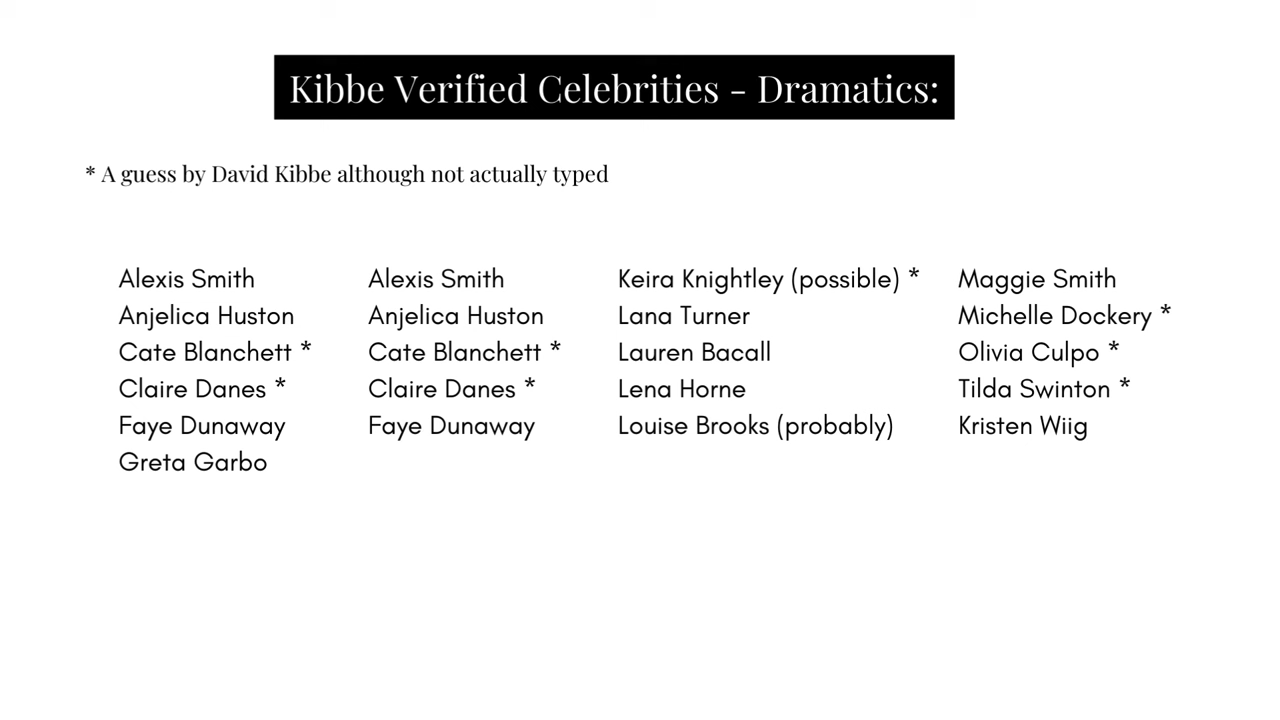 Kibbe Verified Celebrities - Dramatics:
* A guess by David Kibbe although not actually typed
Alexis Smith
Anjelica Huston
Cate Blanchett *
Claire Danes *
Faye Dunaway
Greta Garbo
Alexis Smith
Anjelica Huston
Cate Blanchett *
Claire Danes *
Faye Dunaway
Keira Knightley (possible) *
Lana Turner
Lauren Bacall
Lena Horne
Louise Brooks (probably)
Maggie Smith
Michelle Dockery *
Olivia Culpo *
Tilda Swinton *
Kristen Wiig